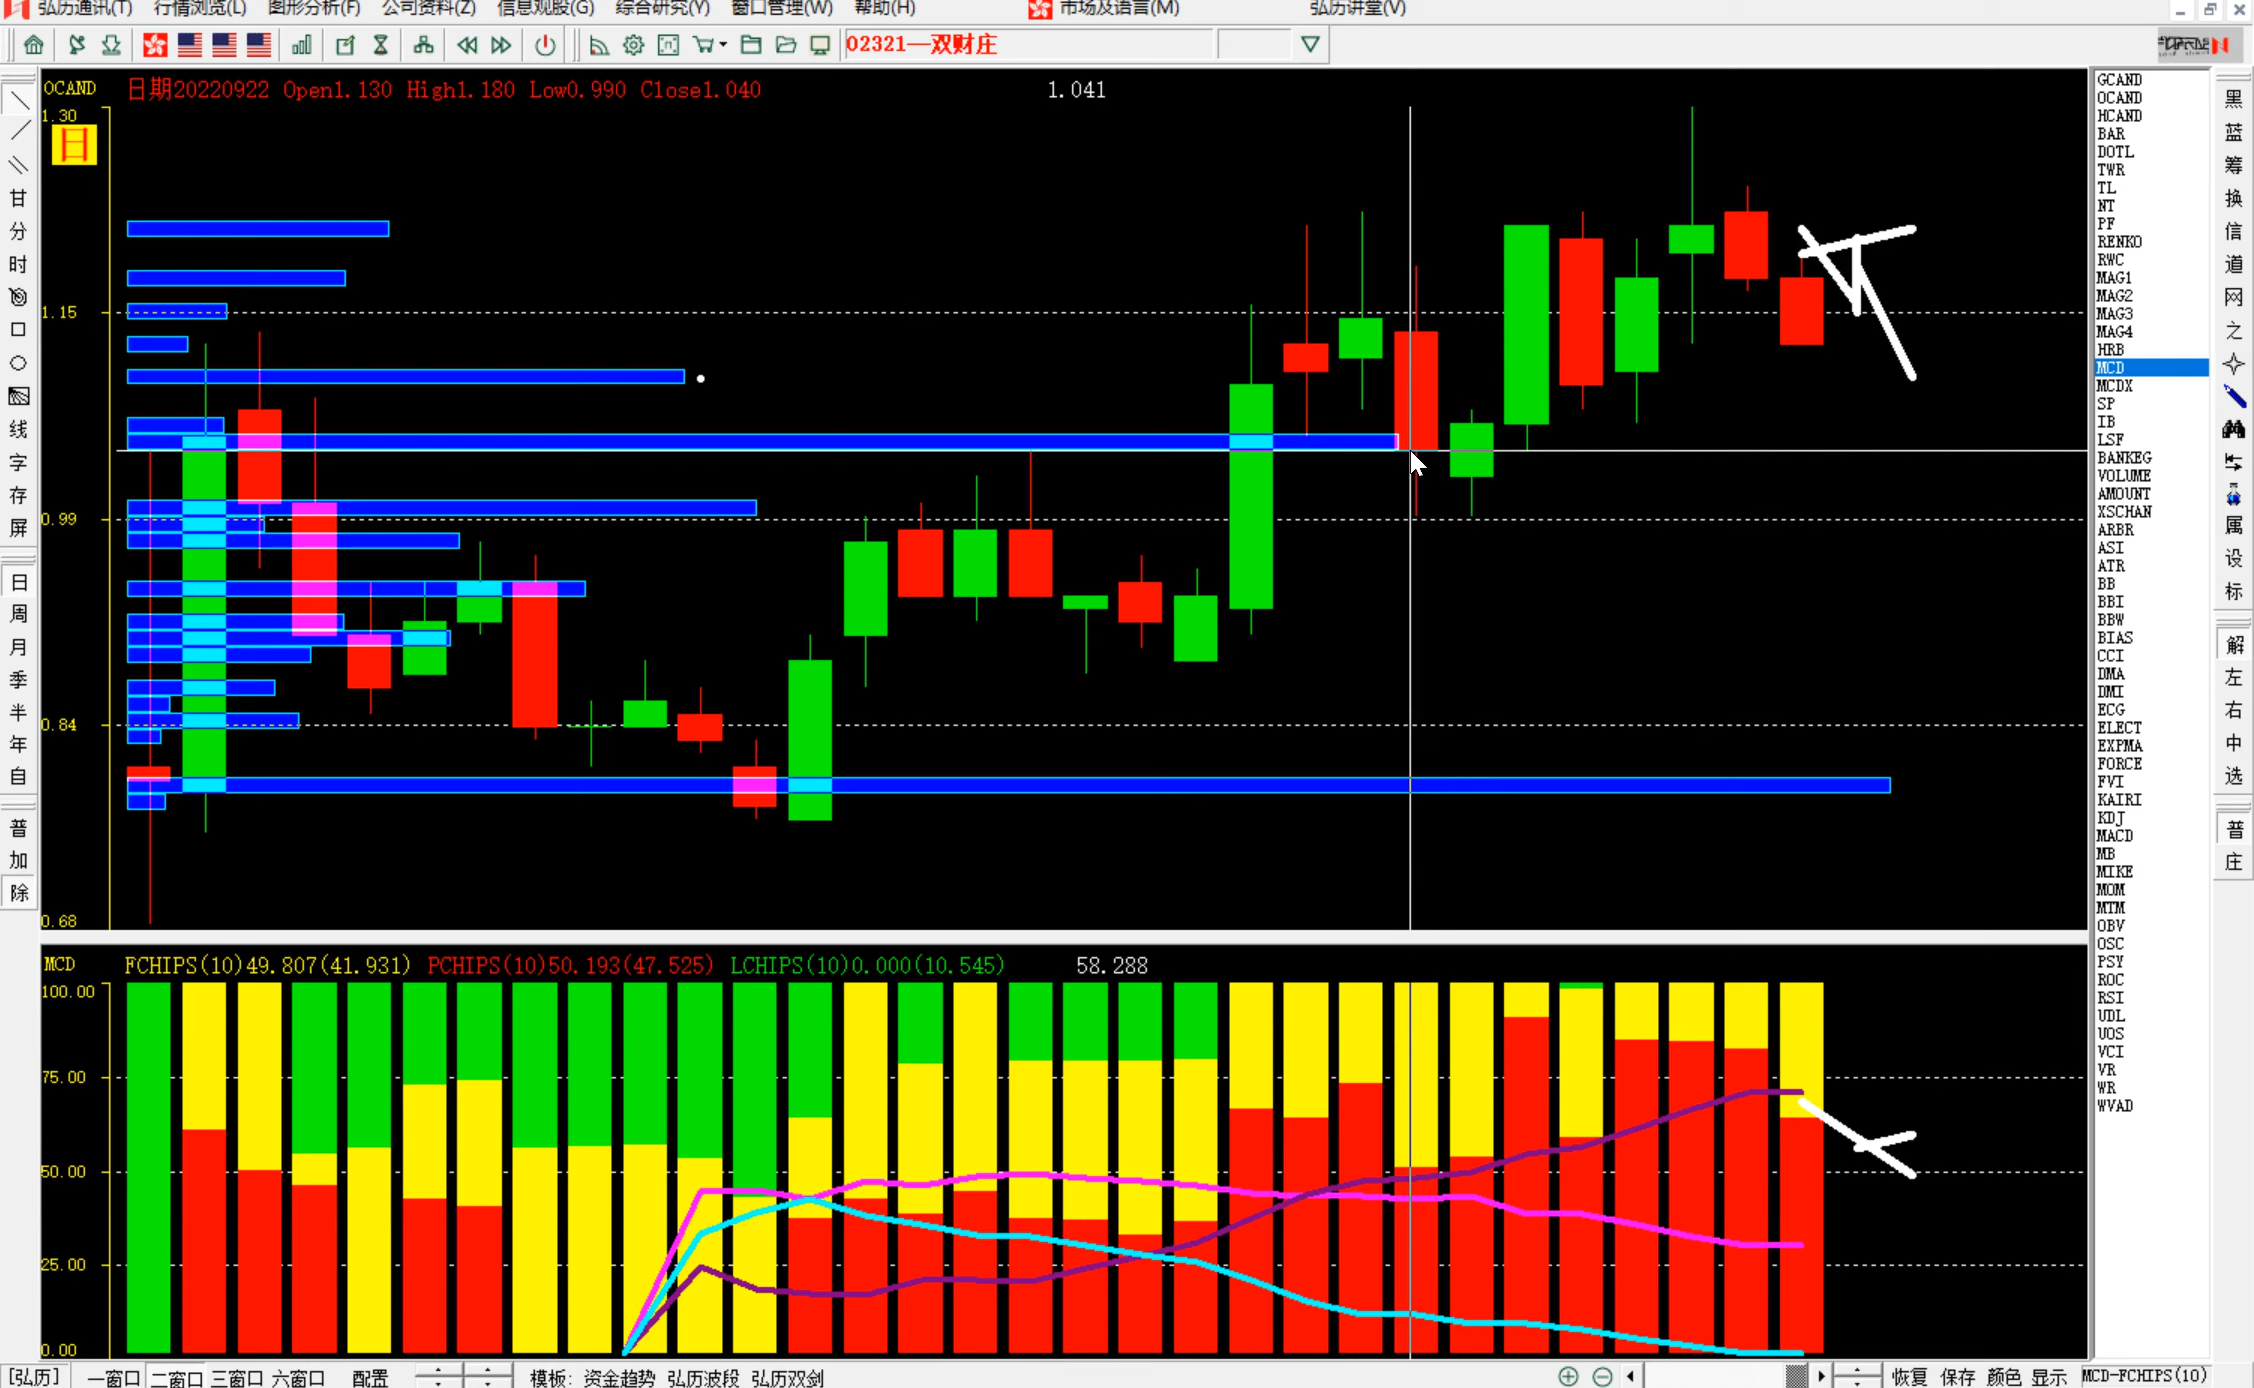 弘历通讯(T) 行情浏览(L) 图形分析(F) 公司资料(Z) 信息观股(G) 综合研究(Y) 窗口管理(W) 帮助(H) 市场及语言(M) 弘历讲堂(V)
02321—双财庄
OCAND 日期20220922 Open1.130 High1.180 Low0.990 Close1.040 1.041
1.30
日
1.15
0.99
0.84
0.68
MCD FCHIPS(10)49.807(41.931) PCHIPS(10)50.193(47.525) LCHIPS(10)0.000(10.545) 58.288
100.00
75.00
50.00
25.00
0.00
甘
分
时
线
字
存
屏
日
周
月
季
半
年
自
普
加
除
GCAND
OCAND
HCAND
BAR
DOTL
TWR
TL
NT
PF
RENKO
RWC
MAG1
MAG2
MAG3
MAG4
HRB
MCD
MCDX
SP
IB
LSF
BANKEG
VOLUME
AMOUNT
XSCHAN
ARBR
ASI
ATR
BB
BBI
BBW
BIAS
CCI
DMA
DMI
ECG
ELECT
EXPMA
FORCE
FVI
KAIRI
KDJ
MACD
MB
MIKE
MOM
MTM
OBV
OSC
PSY
ROC
RSI
UDL
UOS
VCI
VR
WR
WVAD
黑
蓝
筹
换
信
道
网
之
属
设
标
解
左
右
中
选
普
庄
[弘历] 一窗口 二窗口 三窗口 六窗口 配置 模板: 资金趋势 弘历波段 弘历双剑 恢复 保存 颜色 显示 MCD-FCHIPS(10)